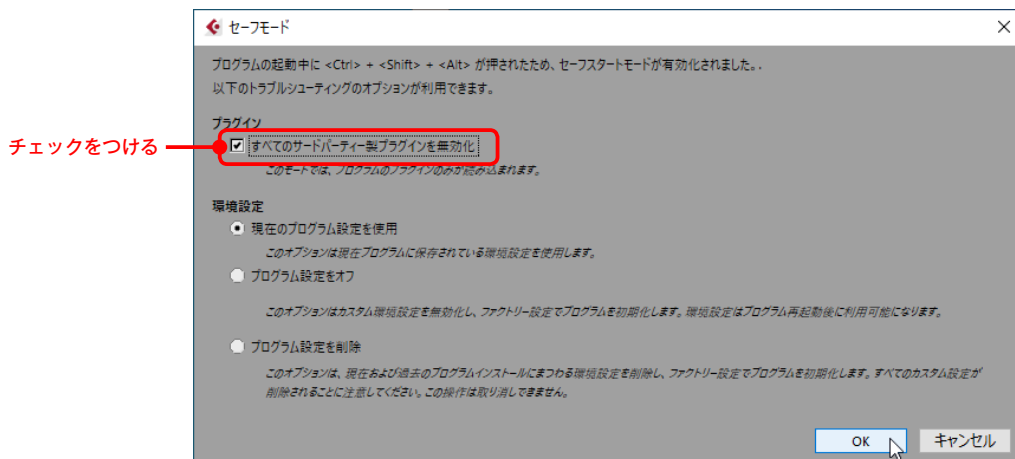 セーフモード
プログラムの起動中に <Ctrl> + <Shift> + <Alt> が押されたため、セーフスタートモードが有効化されました。.
以下のトラブルシューティングのオプションが利用できます。
プラグイン
チェックをつける
すべてのサードパーティー製プラグインを無効化
このモードでは、プログラムのプラグインのみが読み込まれます。
環境設定
現在のプログラム設定を使用
このオプションは現在プログラムに保存されている環境設定を使用します。
プログラム設定をオフ
このオプションはカスタム環境設定を無効化し、ファクトリー設定でプログラムを初期化します。環境設定はプログラム再起動後に利用可能になります。
プログラム設定を削除
このオプションは、現在および過去のプログラムインストールにまつわる環境設定を削除し、ファクトリー設定でプログラムを初期化します。すべてのカスタム設定が
削除されることに注意してください。この操作は取り消しできません。
OK
キャンセル